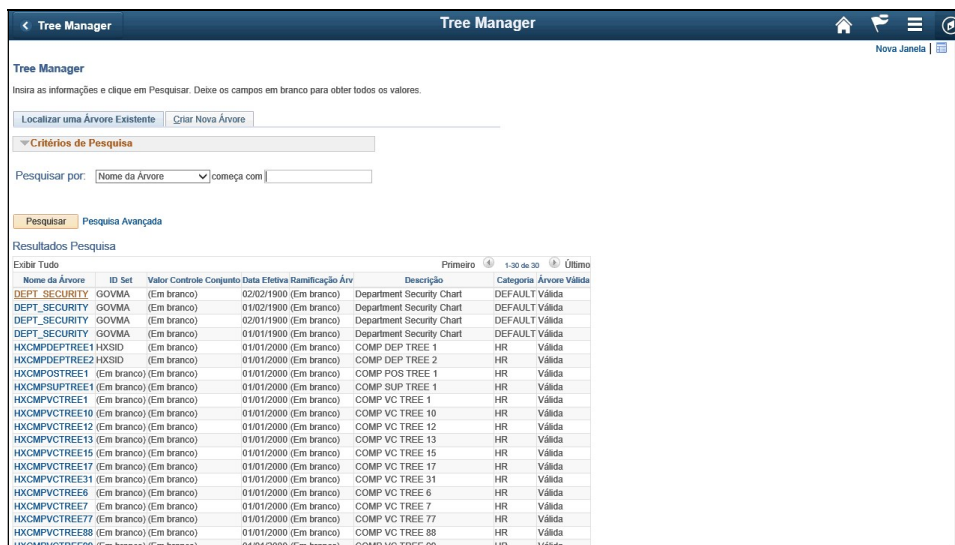 Tree Manager
Tree Manager
Nova Janela |
Tree Manager
Insira as informações e clique em Pesquisar. Deixe os campos em branco para obter todos os valores.
Localizar uma Árvore Existente Criar Nova Árvore
Critérios de Pesquisa
Pesquisar por: Nome da Árvore começa com
Pesquisar Pesquisa Avançada
Resultados Pesquisa
Exibir Tudo Primeiro 1-30 de 30 Último
Nome da Árvore ID Set Valor Controle Conjunto Data Efetiva Ramificação Árv Descrição Categoria Árvore Válida
DEPT_SECURITY GOVMA (Em branco) 02/02/1900 (Em branco) Department Security Chart DEFAULT Válida
DEPT_SECURITY GOVMA (Em branco) 01/02/1900 (Em branco) Department Security Chart DEFAULT Válida
DEPT_SECURITY GOVMA (Em branco) 02/01/1900 (Em branco) Department Security Chart DEFAULT Válida
DEPT_SECURITY GOVMA (Em branco) 01/01/1900 (Em branco) Department Security Chart DEFAULT Válida
HXCMPDEPTREE1 HXSID (Em branco) 01/01/2000 (Em branco) COMP DEP TREE 1 HR Válida
HXCMPDEPTREE2 HXSID (Em branco) 01/01/2000 (Em branco) COMP DEP TREE 2 HR Válida
HXCMPOSTREE1 (Em branco) (Em branco) 01/01/2000 (Em branco) COMP POS TREE 1 HR Válida
HXCMPSUPTREE1 (Em branco) (Em branco) 01/01/2000 (Em branco) COMP SUP TREE 1 HR Válida
HXCMPVCTREE1 (Em branco) (Em branco) 01/01/2000 (Em branco) COMP VC TREE 1 HR Válida
HXCMPVCTREE10 (Em branco) (Em branco) 01/01/2000 (Em branco) COMP VC TREE 10 HR Válida
HXCMPVCTREE12 (Em branco) (Em branco) 01/01/2000 (Em branco) COMP VC TREE 12 HR Válida
HXCMPVCTREE13 (Em branco) (Em branco) 01/01/2000 (Em branco) COMP VC TREE 13 HR Válida
HXCMPVCTREE15 (Em branco) (Em branco) 01/01/2000 (Em branco) COMP VC TREE 15 HR Válida
HXCMPVCTREE17 (Em branco) (Em branco) 01/01/2000 (Em branco) COMP VC TREE 17 HR Válida
HXCMPVCTREE31 (Em branco) (Em branco) 01/01/2000 (Em branco) COMP VC TREE 31 HR Válida
HXCMPVCTREE6 (Em branco) (Em branco) 01/01/2000 (Em branco) COMP VC TREE 6 HR Válida
HXCMPVCTREE7 (Em branco) (Em branco) 01/01/2000 (Em branco) COMP VC TREE 7 HR Válida
HXCMPVCTREE77 (Em branco) (Em branco) 01/01/2000 (Em branco) COMP VC TREE 77 HR Válida
HXCMPVCTREE88 (Em branco) (Em branco) 01/01/2000 (Em branco) COMP VC TREE 88 HR Válida